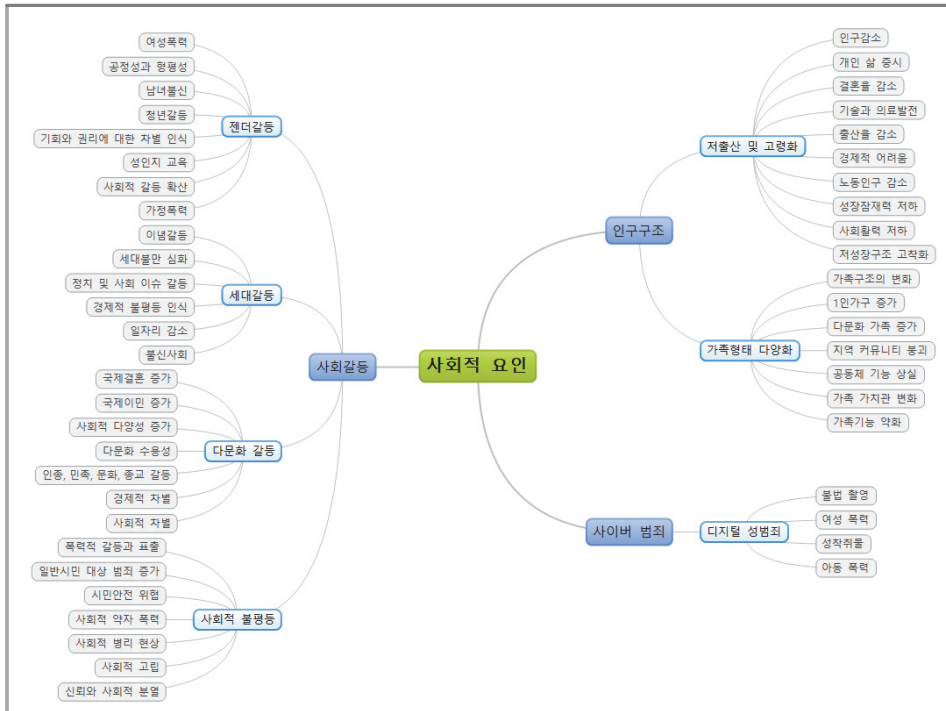 사회적 요인
사회갈등
젠더갈등
여성폭력
공정성과 형평성
남녀불신
청년갈등
기회와 권리에 대한 차별 인식
성인지 교육
사회적 갈등 확산
가정폭력
세대갈등
이념갈등
세대불만 심화
정치 및 사회 이슈 갈등
경제적 불평등 인식
일자리 감소
불신사회
다문화 갈등
국제결혼 증가
국제이민 증가
사회적 다양성 증가
다문화 수용성
인종, 민족, 문화, 종교 갈등
경제적 차별
사회적 차별
사회적 불평등
폭력적 갈등과 표출
일반시민 대상 범죄 증가
시민안전 위협
사회적 약자 폭력
사회적 병리 현상
사회적 고립
신뢰와 사회적 분열
인구구조
저출산 및 고령화
인구감소
개인 삶 중시
결혼율 감소
기술과 의료발전
출산율 감소
경제적 어려움
노동인구 감소
성장잠재력 저하
사회활력 저하
저성장구조 고착화
가족형태 다양화
가족구조의 변화
1인가구 증가
다문화 가족 증가
지역 커뮤니티 붕괴
공동체 기능 상실
가족 가치관 변화
가족기능 약화
사이버 범죄
디지털 성범죄
불법 촬영
여성 폭력
성착취물
아동 폭력